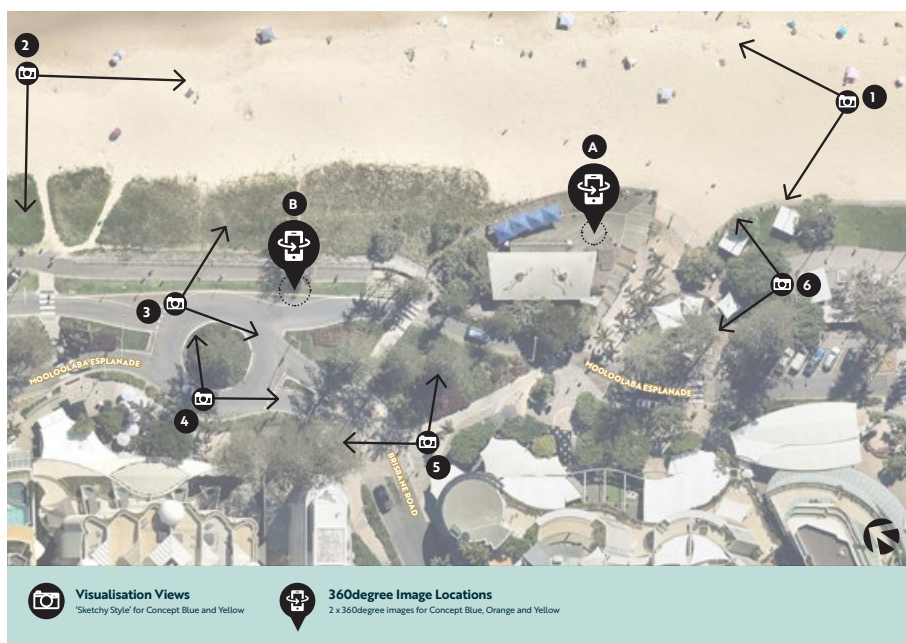 2
1
A
B
6
3
MOOLOOLABA ESPLANADE
MOOLOOLABA ESPLANADE
4
5
BRISBANE ROAD
Visualisation Views
'Sketchy Style' for Concept Blue and Yellow
360degree Image Locations
2 x 360degree images for Concept Blue, Orange and Yellow